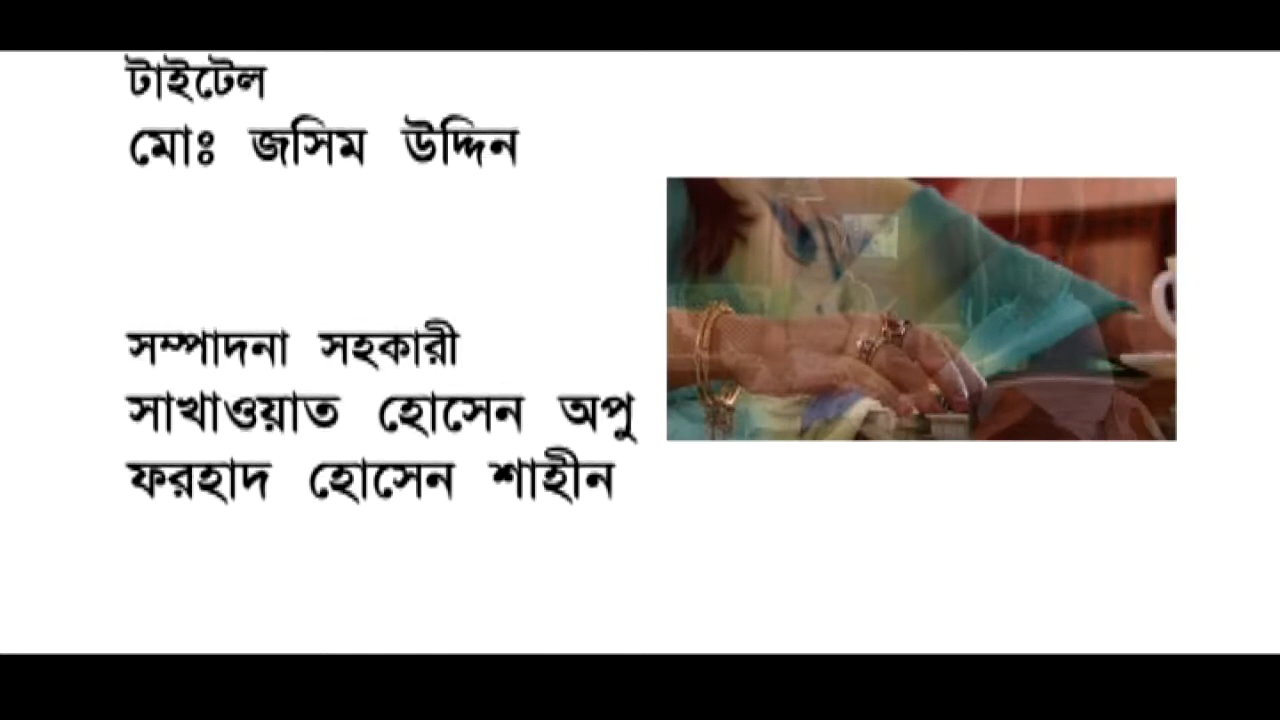 টাইটেল
মোঃ জসিম উদ্দিন
সম্পাদনা সহকারী
সাখাওয়াত হোসেন অপু
ফরহাদ হোসেন শাহীন